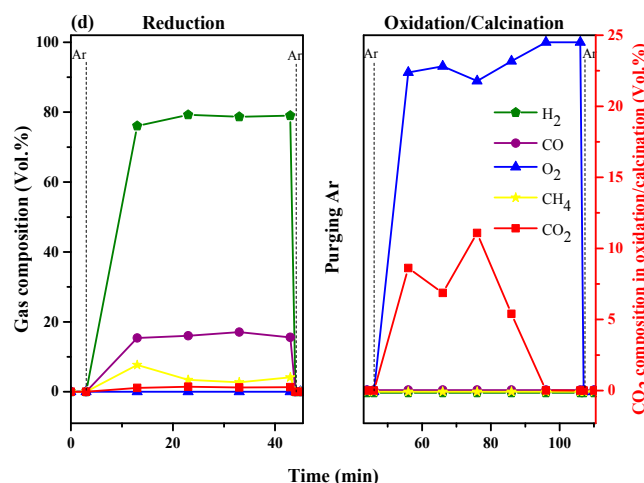 (d) Reduction
Oxidation/Calcination
Ar
Ar
Ar
Ar
100
80
60
40
20
0
Gas composition (Vol.%)
0
20
40
Purging Ar
H2
CO
O2
CH4
CO2
60
80
100
25
20
15
10
5
0
CO2 composition in oxidation/calcination (Vol.%)
Time (min)